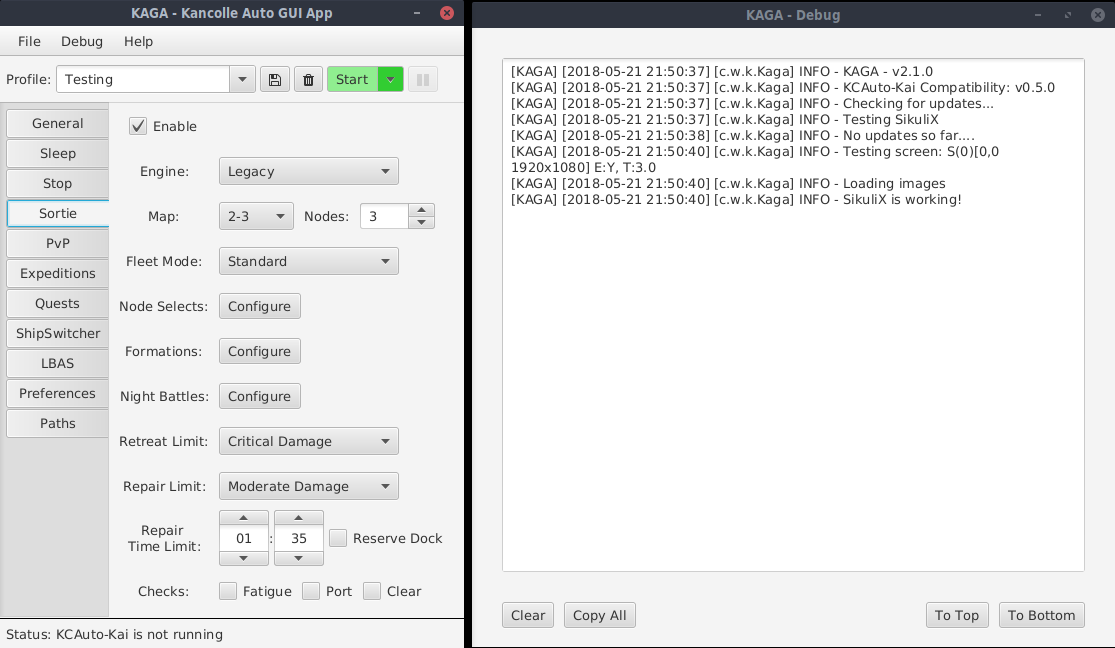 KAGA - Kancolle Auto GUI App
File Debug Help
Profile: Testing Start
General
Sleep
Stop
Sortie
PvP
Expeditions
Quests
ShipSwitcher
LBAS
Preferences
Paths
Enable
Engine: Legacy
Map: 2-3 Nodes: 3
Fleet Mode: Standard
Node Selects: Configure
Formations: Configure
Night Battles: Configure
Retreat Limit: Critical Damage
Repair Limit: Moderate Damage
Repair
Time Limit: 01 : 35 Reserve Dock
Checks: Fatigue Port Clear
Status: KCAuto-Kai is not running
KAGA - Debug
[KAGA] [2018-05-21 21:50:37] [c.w.k.Kaga] INFO - KAGA - v2.1.0
[KAGA] [2018-05-21 21:50:37] [c.w.k.Kaga] INFO - KCAuto-Kai Compatibility: v0.5.0
[KAGA] [2018-05-21 21:50:37] [c.w.k.Kaga] INFO - Checking for updates...
[KAGA] [2018-05-21 21:50:37] [c.w.k.Kaga] INFO - Testing SikuliX
[KAGA] [2018-05-21 21:50:38] [c.w.k.Kaga] INFO - No updates so far....
[KAGA] [2018-05-21 21:50:40] [c.w.k.Kaga] INFO - Testing screen: S(0)[0,0
1920x1080] E:Y, T:3.0
[KAGA] [2018-05-21 21:50:40] [c.w.k.Kaga] INFO - Loading images
[KAGA] [2018-05-21 21:50:40] [c.w.k.Kaga] INFO - SikuliX is working!
Clear Copy All To Top To Bottom